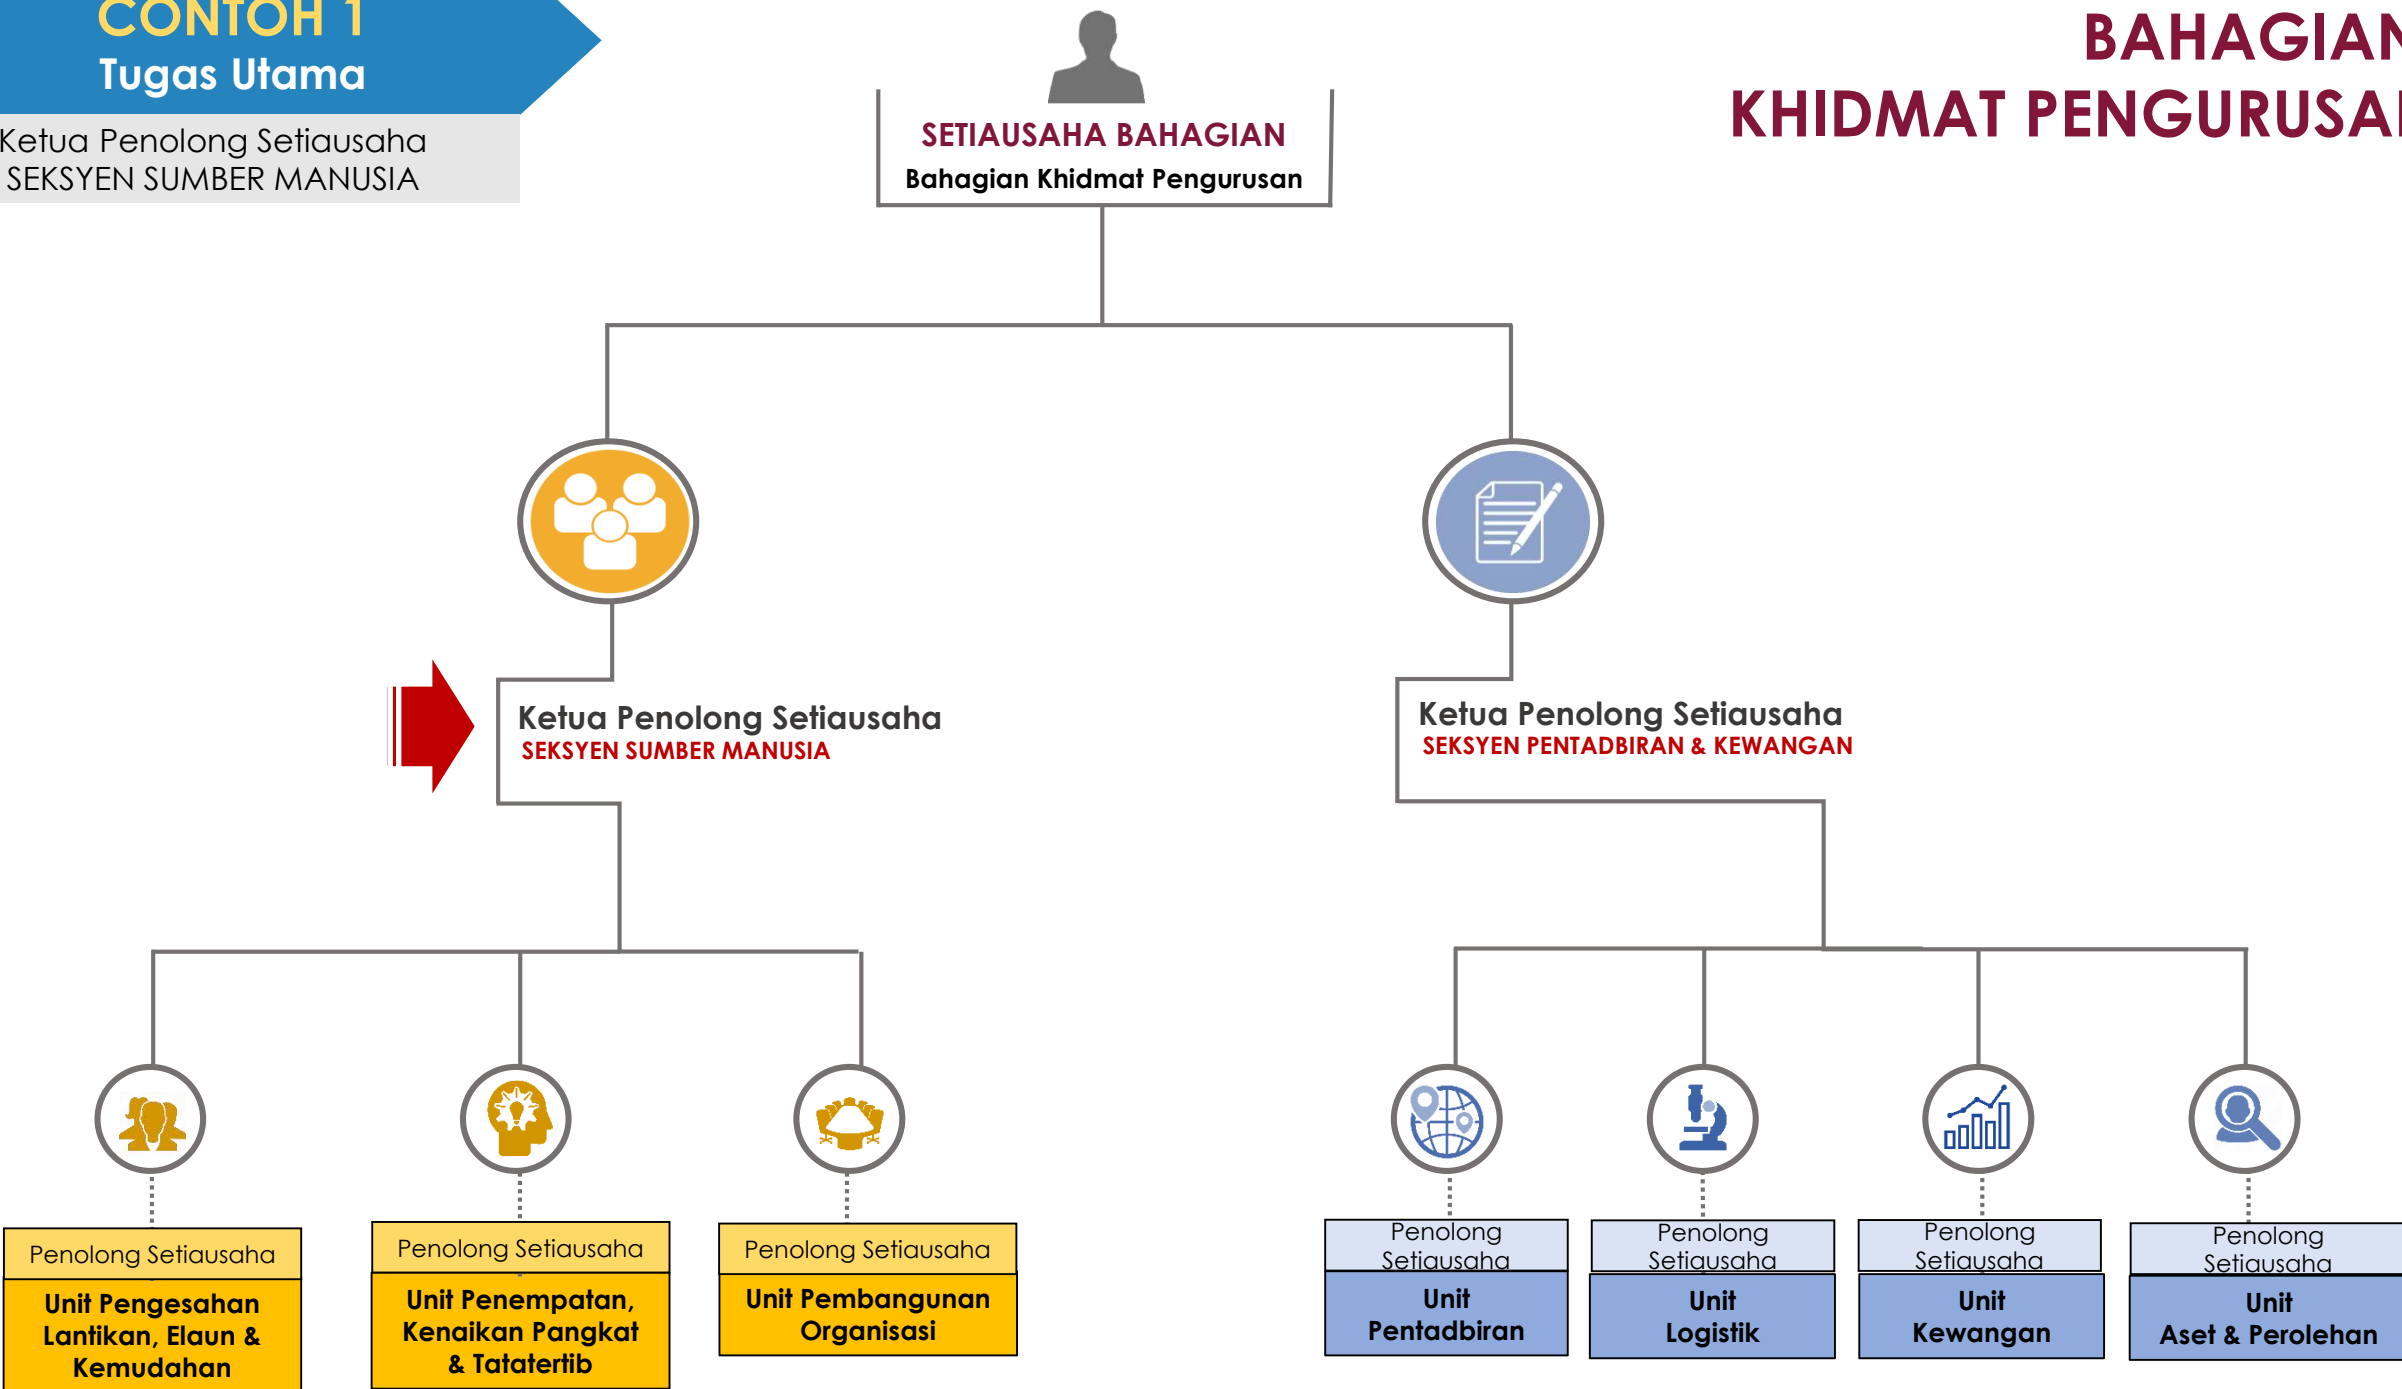 CONTOH 1
Tugas Utama
Ketua Penolong Setiausaha
SEKSYEN SUMBER MANUSIA
BAHAGIAN
KHIDMAT PENGURUSAN
SETIAUSAHA BAHAGIAN
Bahagian Khidmat Pengurusan
Ketua Penolong Setiausaha
SEKSYEN SUMBER MANUSIA
Ketua Penolong Setiausaha
SEKSYEN PENTADBIRAN & KEWANGAN
Penolong Setiausaha
Unit Pengesahan
Lantikan, Elaun &
Kemudahan
Penolong Setiausaha
Unit Penempatan,
Kenaikan Pangkat
& Tatatertib
Penolong Setiausaha
Unit Pembangunan
Organisasi
Penolong
Setiausaha
Unit
Pentadbiran
Penolong
Setiausaha
Unit
Logistik
Penolong
Setiausaha
Unit
Kewangan
Penolong
Setiausaha
Unit
Aset & Perolehan